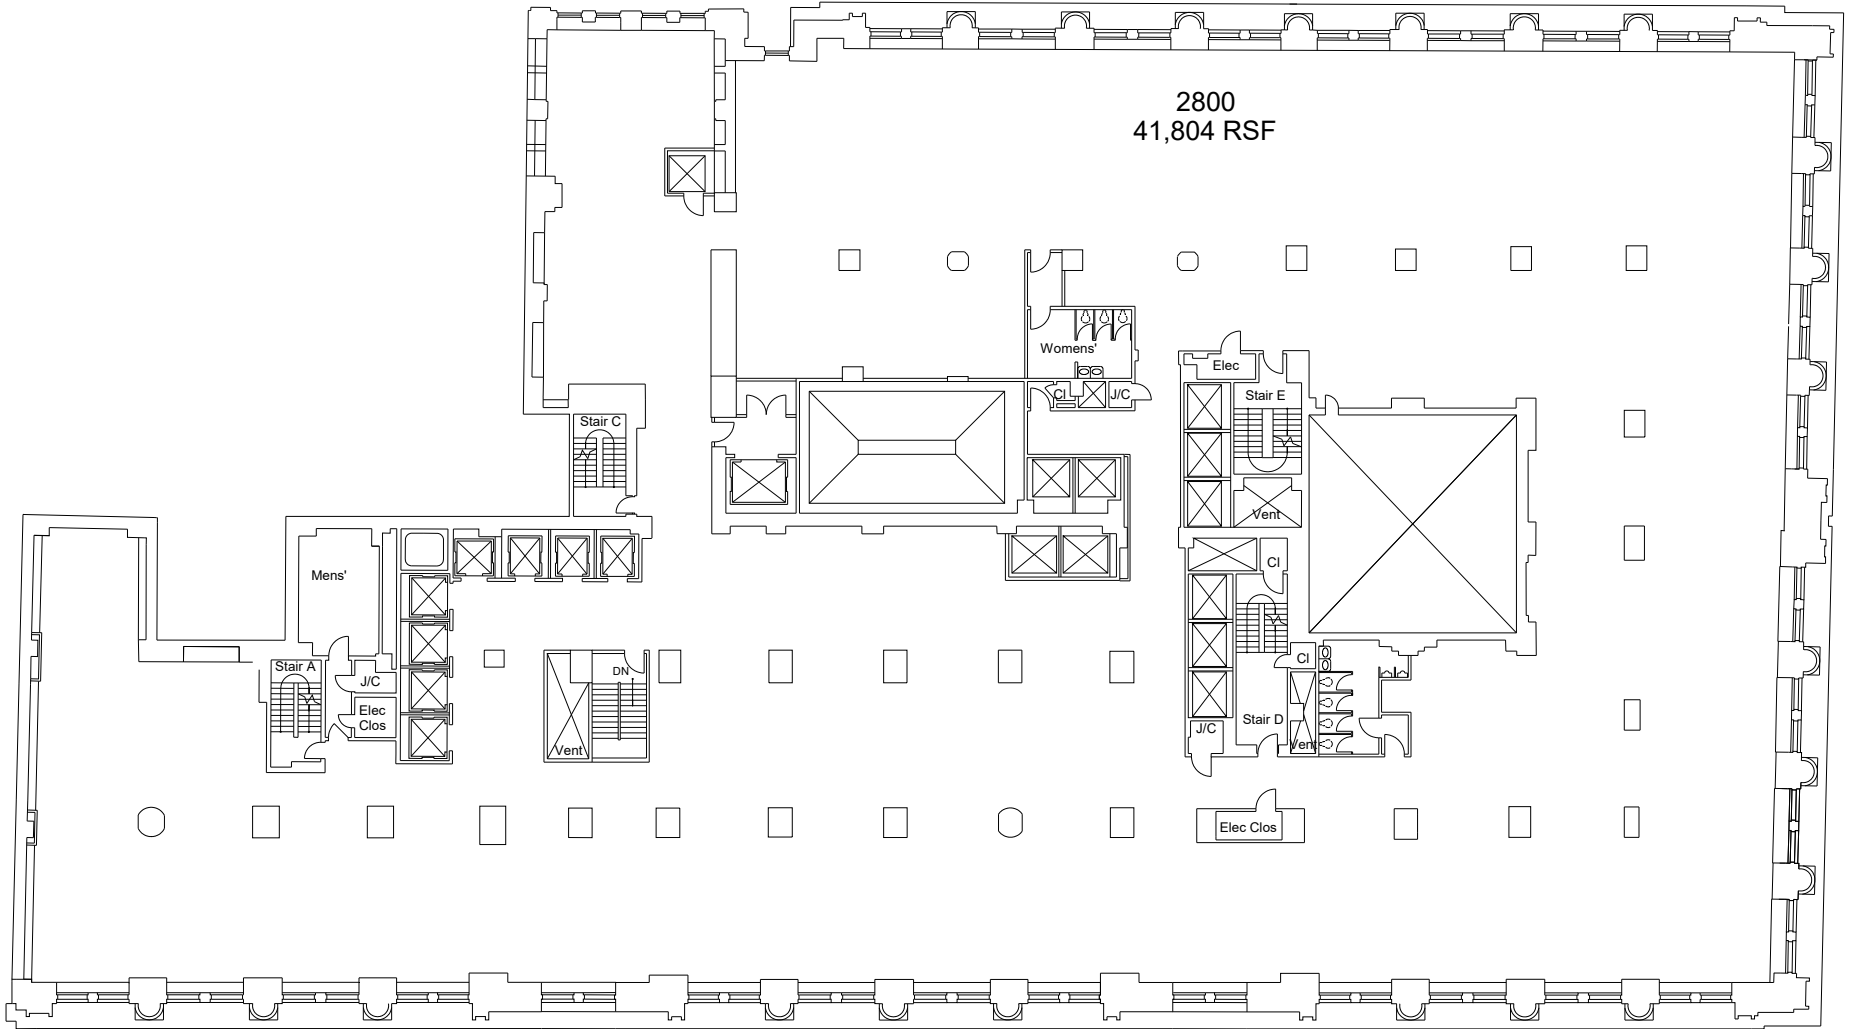 2800
41,804 RSF
Womens'
Elec
Cl
J/C
Stair E
Stair C
Vent
Mens'
Cl
Stair A
DN
Cl
J/C
Elec
Clos
Stair D
J/C
Vent
Vent
Elec Clos